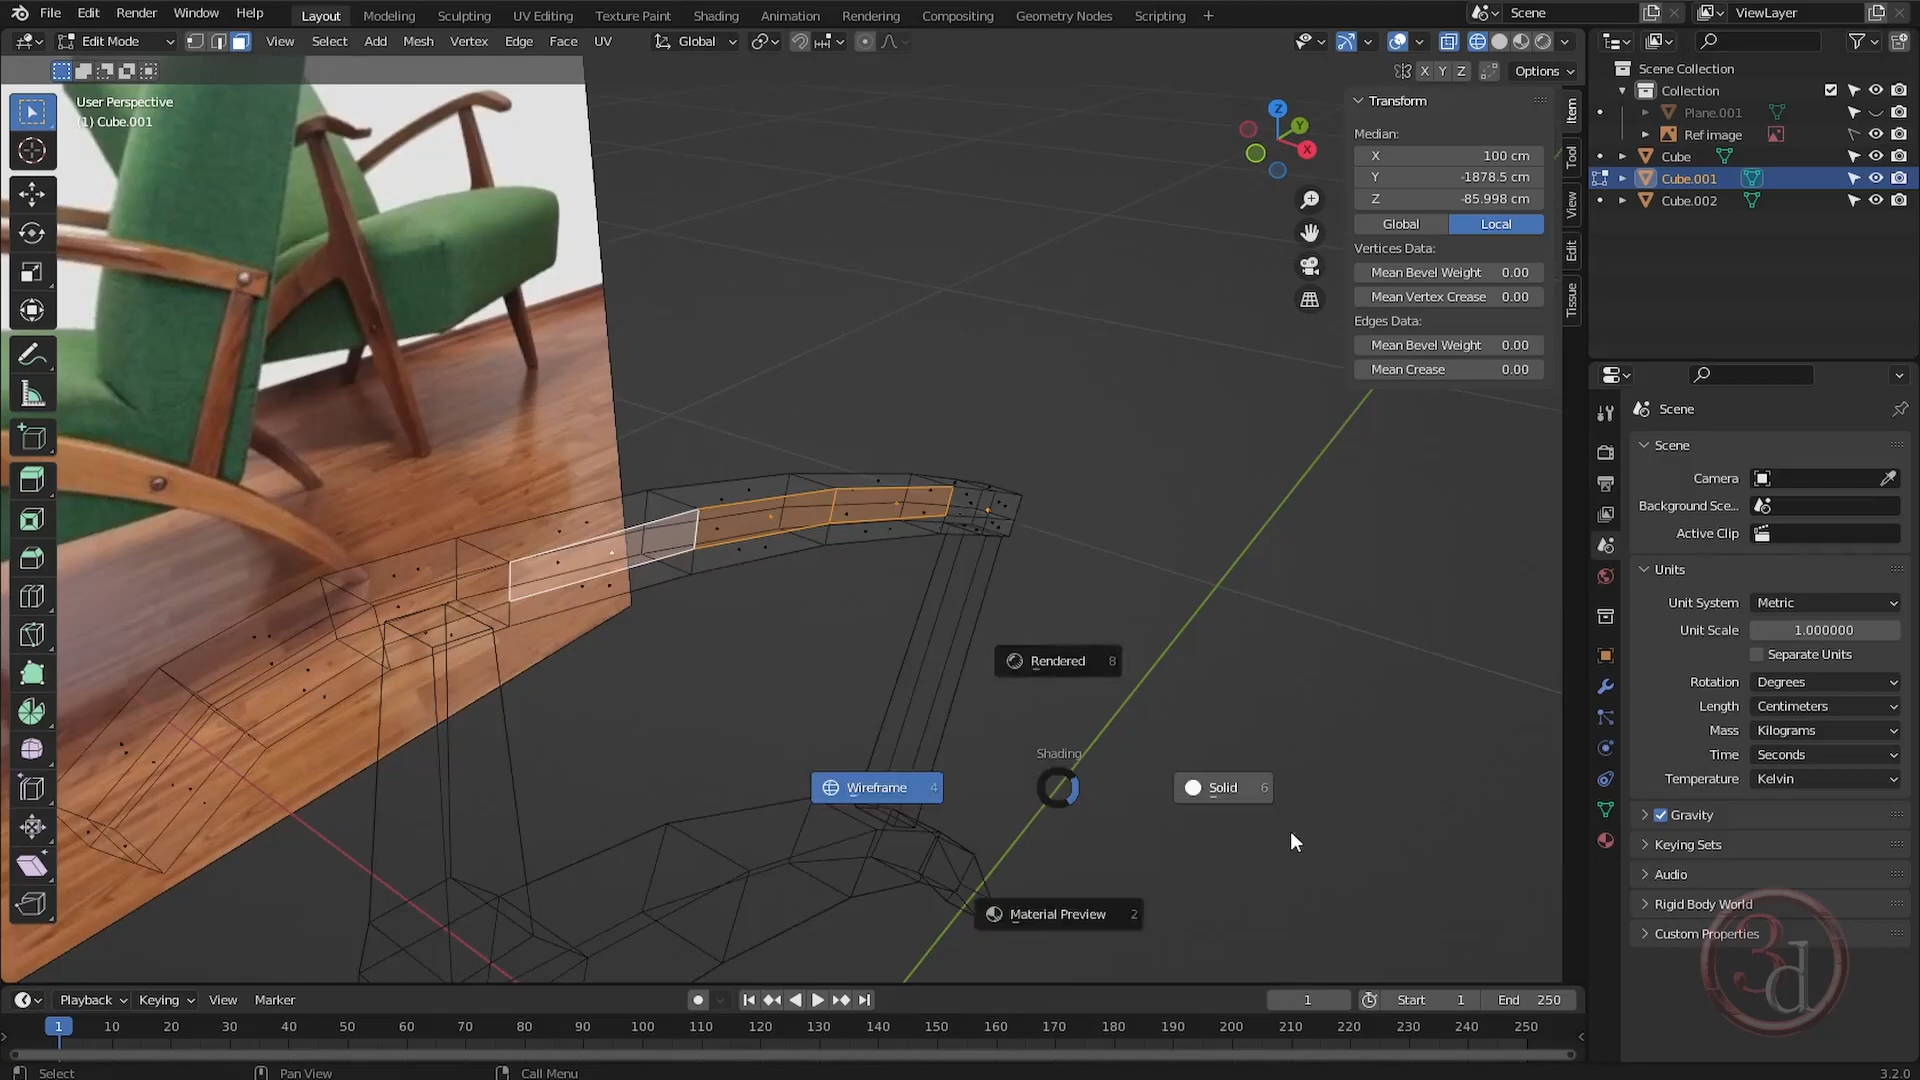 File Edit Render Window Help Layout Modeling Sculpting UV Editing Texture Paint Shading Animation Rendering Compositing Geometry Nodes Scripting + Scene ViewLayer
Edit Mode View Select Add Mesh Vertex Edge Face UV Global
X Y Z Options
User Perspective
(1) Cube.001
Z
Y
X
Transform
Median:
X 100 cm
Y -1878.5 cm
Z -85.998 cm
Global Local
Vertices Data:
Mean Bevel Weight 0.00
Mean Vertex Crease 0.00
Edges Data:
Mean Bevel Weight 0.00
Mean Crease 0.00
Item
Tool
View
Edit
Tissue
Scene Collection
Collection
Plane.001
Ref image
Cube
Cube.001
Cube.002
Scene
Scene
Camera
Background Sce...
Active Clip
Units
Unit System Metric
Unit Scale 1.000000
Separate Units
Rotation Degrees
Length Centimeters
Mass Kilograms
Time Seconds
Temperature Kelvin
Gravity
Keying Sets
Audio
Rigid Body World
Custom Properties
Rendered 8
Shading
Wireframe 4
Solid 6
Material Preview 2
3d
Playback Keying View Marker 1 Start 1 End 250
1 10 20 30 40 50 60 70 80 90 100 110 120 130 140 150 160 170 180 190 200 210 220 230 240 250
Select Pan View Call Menu 3.2.0